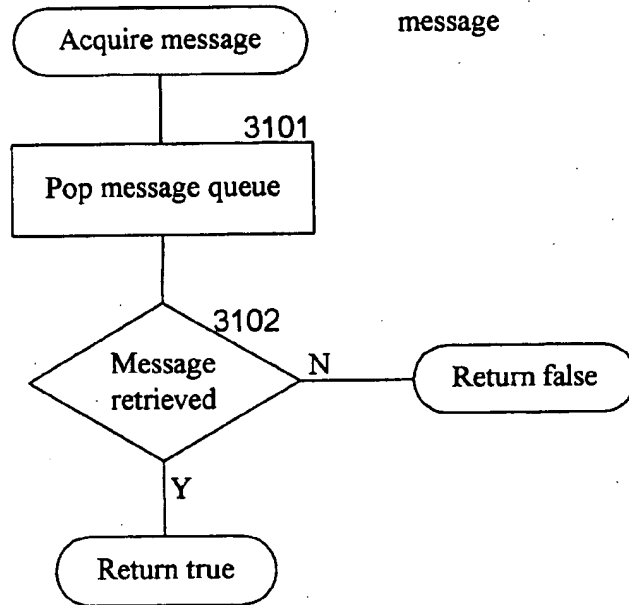 Acquire message
message
3101
Pop message queue
3102
Message
retrieved
N
Return false
Y
Return true